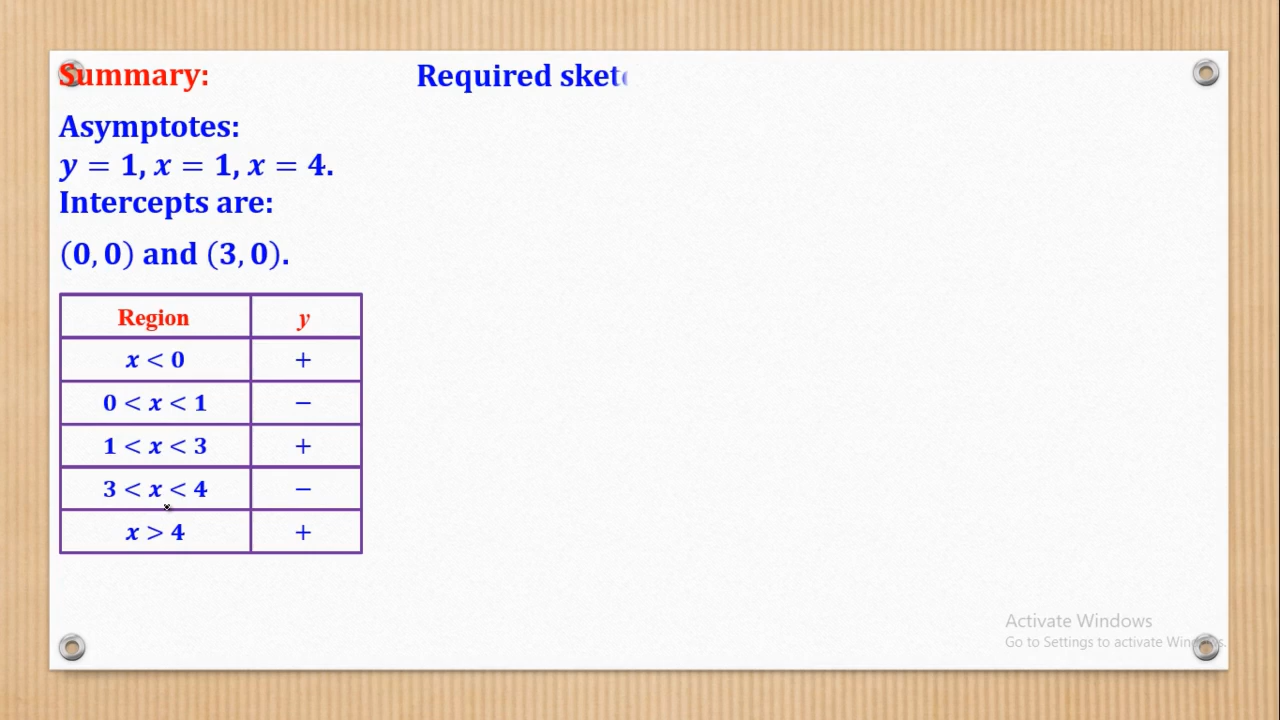 Summary:
Required sket
Asymptotes:
y = 1, x = 1, x = 4.
Intercepts are:
(0, 0) and (3, 0).
Region y
x < 0 +
0 < x < 1 −
1 < x < 3 +
3 < x < 4 −
x > 4 +
Activate Windows
Go to Settings to activate Windows.